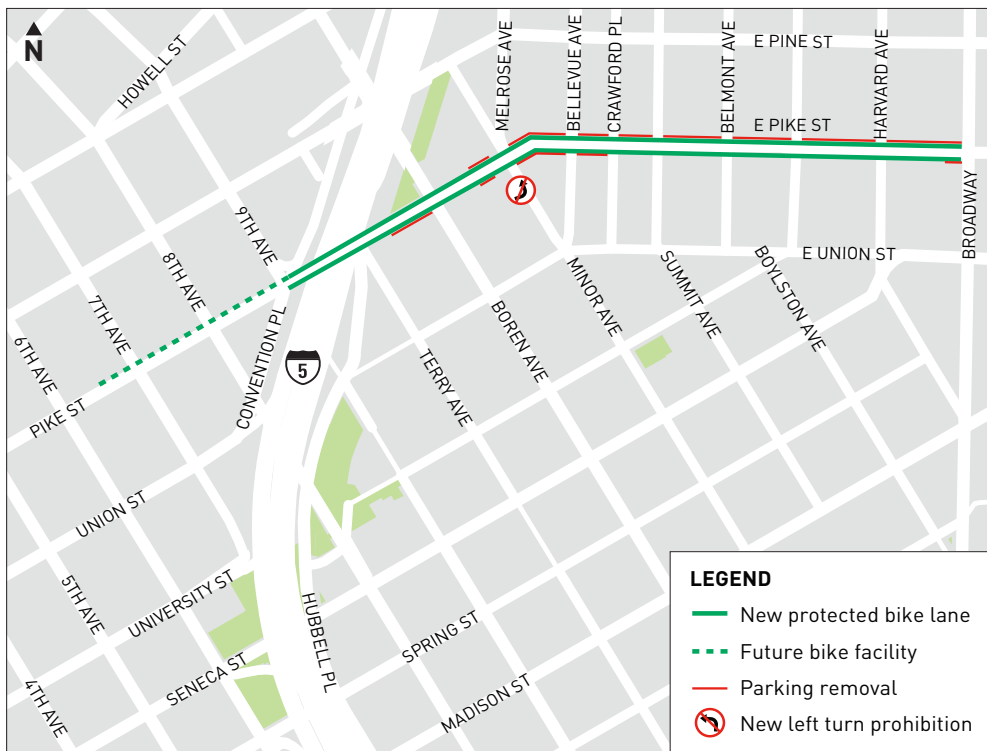 N
HOWELL ST
MELROSE AVE
BELLEVUE AVE
CRAWFORD PL
BELMONT AVE
HARVARD AVE
E PINE ST
E PIKE ST
BROADWAY
9TH AVE
8TH AVE
7TH AVE
6TH AVE
CONVENTION PL
5
E UNION ST
MINOR AVE
SUMMIT AVE
BOYLSTON AVE
BOREN AVE
TERRY AVE
PIKE ST
UNION ST
5TH AVE
UNIVERSITY ST
HUBBELL PL
SPRING ST
SENECA ST
4TH AVE
MADISON ST
LEGEND
New protected bike lane
Future bike facility
Parking removal
New left turn prohibition